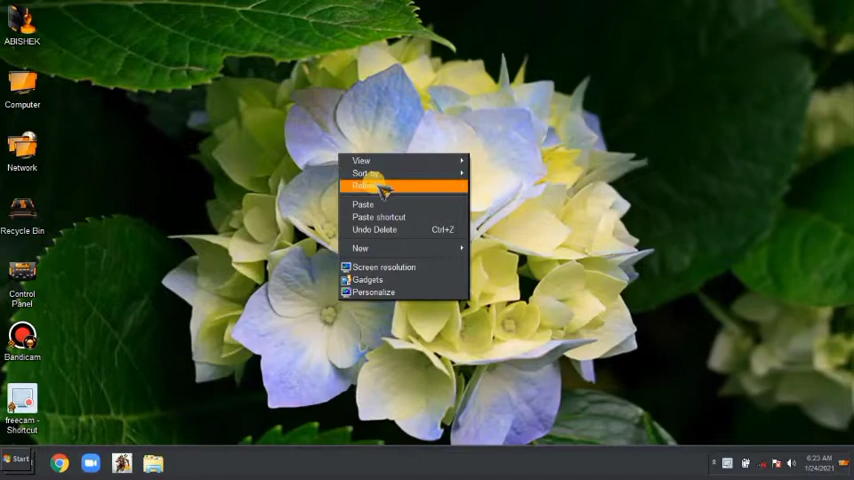 ABISHEK
Computer
Network
Recycle Bin
Control
Panel
Bandicam
freecam -
Shortcut
View
Sort by
Refresh
Paste
Paste shortcut
Undo Delete Ctrl+Z
New
Screen resolution
Gadgets
Personalize
Start
6:23 AM
1/24/2021